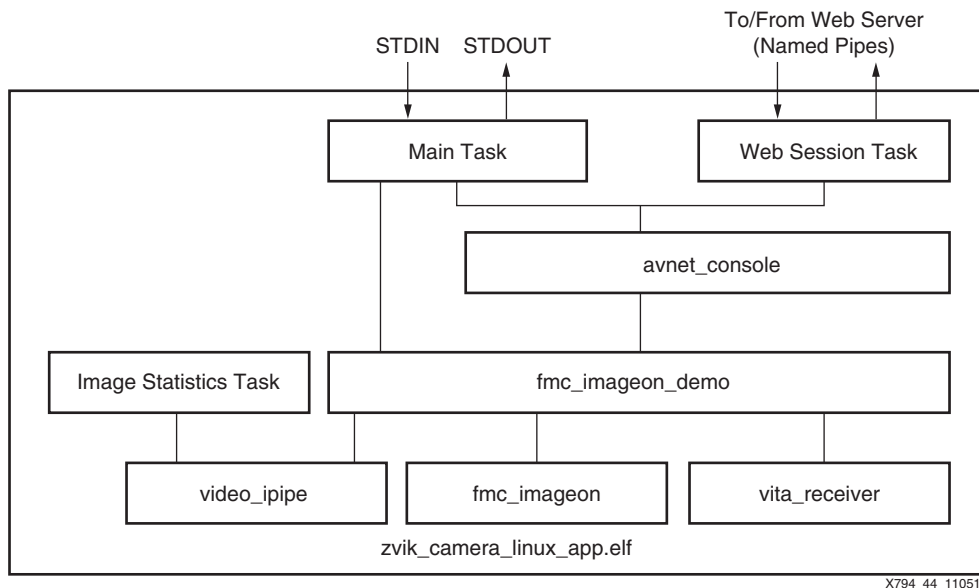 To/From Web Server
STDIN STDOUT (Named Pipes)
Main Task Web Session Task
avnet_console
Image Statistics Task fmc_imageon_demo
video_ipipe fmc_imageon vita_receiver
zvik_camera_linux_app.elf
X794_44_11051